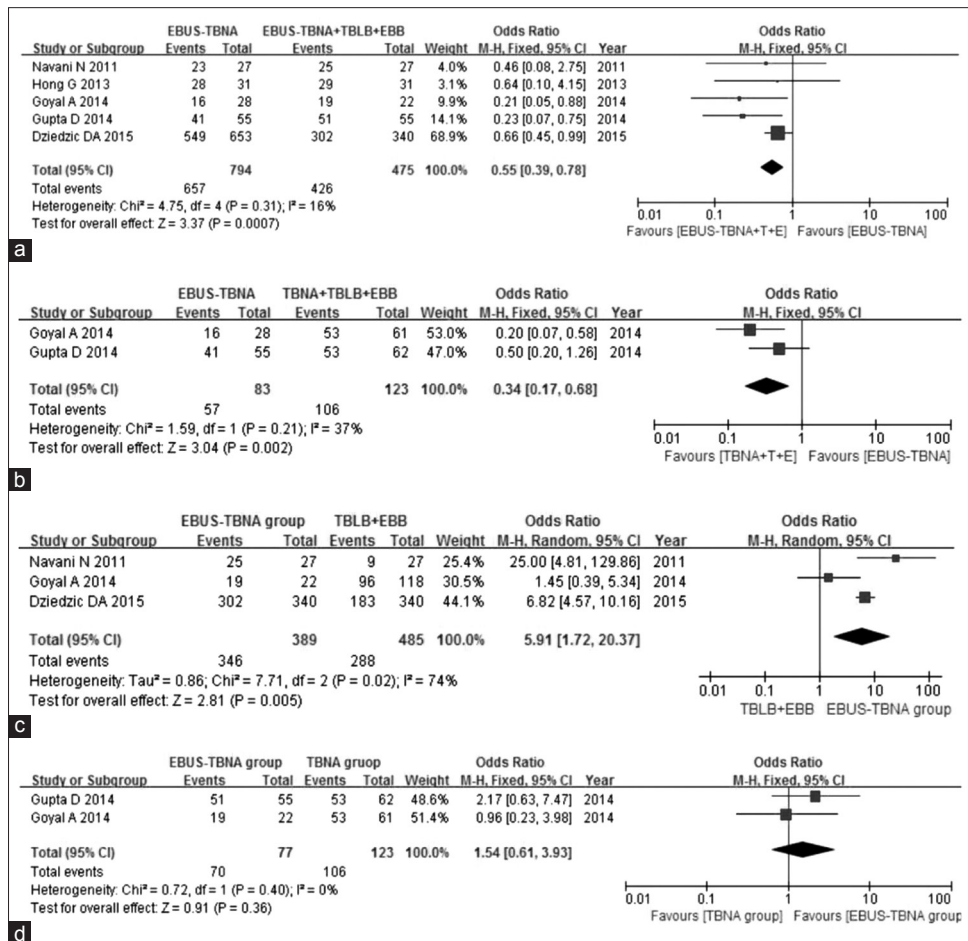 EBUS-TBNA EBUS-TBNA+TBLB+EBB Odds Ratio Odds Ratio
Study or Subgroup Events Total Events Total Weight M-H, Fixed, 95% CI Year M-H, Fixed, 95% CI
Navani N 2011 23 27 25 27 4.0% 0.46 [0.08, 2.75] 2011
Hong G 2013 28 31 29 31 3.1% 0.64 [0.10, 4.15] 2013
Goyal A 2014 16 28 19 22 9.9% 0.21 [0.05, 0.88] 2014
Gupta D 2014 41 55 51 55 14.1% 0.23 [0.07, 0.75] 2014
Dziedzic DA 2015 549 653 302 340 68.9% 0.66 [0.45, 0.99] 2015
Total (95% CI) 794 475 100.0% 0.55 [0.39, 0.78]
Total events 657 426
Heterogeneity: Chi² = 4.75, df = 4 (P = 0.31); I² = 16%
Test for overall effect: Z = 3.37 (P = 0.0007)
0.01 0.1 1 10 100
Favours [EBUS-TBNA+T+E] Favours [EBUS-TBNA]
a
EBUS-TBNA TBNA+TBLB+EBB Odds Ratio Odds Ratio
Study or Subgroup Events Total Events Total Weight M-H, Fixed, 95% CI Year M-H, Fixed, 95% CI
Goyal A 2014 16 28 53 61 53.0% 0.20 [0.07, 0.58] 2014
Gupta D 2014 41 55 53 62 47.0% 0.50 [0.20, 1.26] 2014
Total (95% CI) 83 123 100.0% 0.34 [0.17, 0.68]
Total events 57 106
Heterogeneity: Chi² = 1.59, df = 1 (P = 0.21); I² = 37%
Test for overall effect: Z = 3.04 (P = 0.002)
0.01 0.1 1 10 100
Favours [TBNA+T+E] Favours [EBUS-TBNA]
b
EBUS-TBNA group TBLB+EBB Odds Ratio Odds Ratio
Study or Subgroup Events Total Events Total Weight M-H, Random, 95% CI Year M-H, Random, 95% CI
Navani N 2011 25 27 9 27 25.4% 25.00 [4.81, 129.86] 2011
Goyal A 2014 19 22 96 118 30.5% 1.45 [0.39, 5.34] 2014
Dziedzic DA 2015 302 340 183 340 44.1% 6.82 [4.57, 10.16] 2015
Total (95% CI) 389 485 100.0% 5.91 [1.72, 20.37]
Total events 346 288
Heterogeneity: Tau² = 0.86; Chi² = 7.71, df = 2 (P = 0.02); I² = 74%
Test for overall effect: Z = 2.81 (P = 0.005)
0.01 0.1 1 10 100
TBLB+EBB EBUS-TBNA group
c
EBUS-TBNA group TBNA gruop Odds Ratio Odds Ratio
Study or Subgroup Events Total Events Total Weight M-H, Fixed, 95% CI Year M-H, Fixed, 95% CI
Gupta D 2014 51 55 53 62 48.6% 2.17 [0.63, 7.47] 2014
Goyal A 2014 19 22 53 61 51.4% 0.96 [0.23, 3.98] 2014
Total (95% CI) 77 123 100.0% 1.54 [0.61, 3.93]
Total events 70 106
Heterogeneity: Chi² = 0.72, df = 1 (P = 0.40); I² = 0%
Test for overall effect: Z = 0.91 (P = 0.36)
0.01 0.1 1 10 100
Favours [TBNA group] Favours [EBUS-TBNA group
d